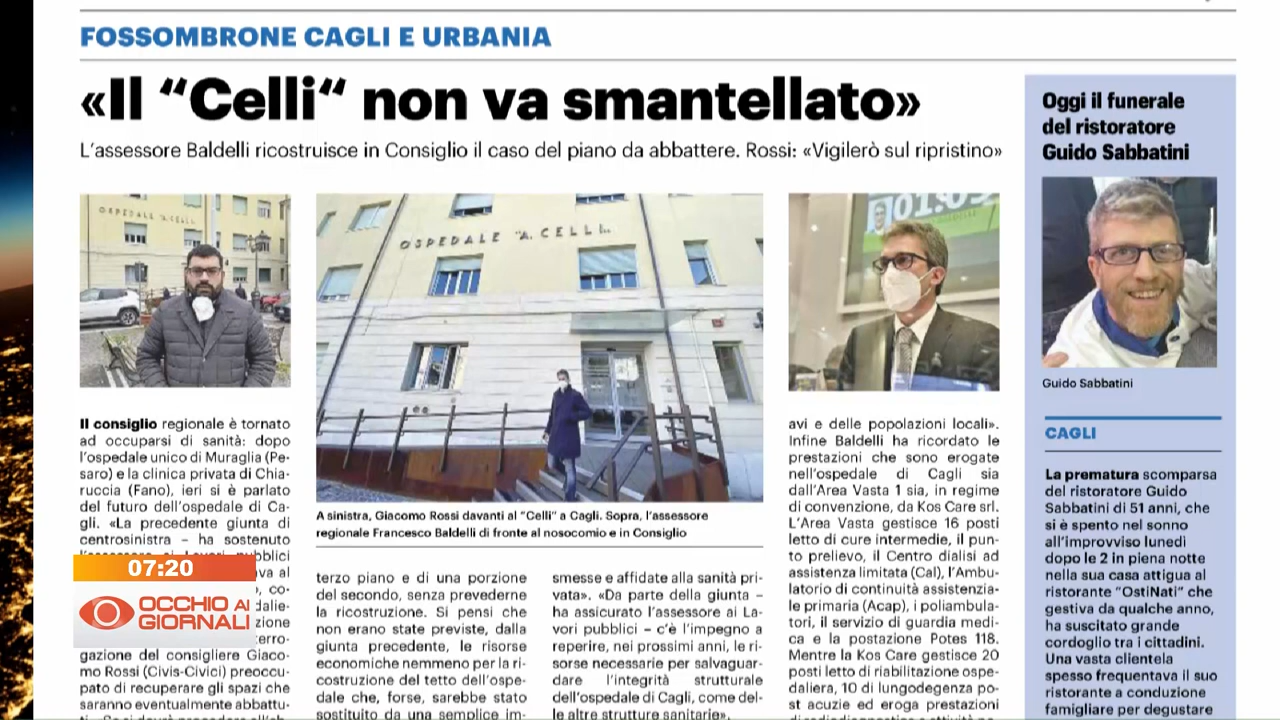 FOSSOMBRONE CAGLI E URBANIA
«Il “Celli“ non va smantellato»
L’assessore Baldelli ricostruisce in Consiglio il caso del piano da abbattere. Rossi: «Vigilerò sul ripristino»
OSPEDALE "A. CELLI"
OSPEDALE "A. CELLI"
Il consiglio regionale è tornato
ad occuparsi di sanità: dopo
l’ospedale unico di Muraglia (Pe-
saro) e la clinica privata di Chia-
ruccia (Fano), ieri si è parlato
del futuro dell’ospedale di Ca-
gli. «La precedente giunta di
centrosinistra – ha sostenuto
07:20
OCCHIO AI
GIORNALI
gazione del consigliere Giaco-
mo Rossi (Civis-Civici) preoccu-
pato di recuperare gli spazi che
saranno eventualmente abbattu-
A sinistra, Giacomo Rossi davanti al “Celli” a Cagli. Sopra, l’assessore
regionale Francesco Baldelli di fronte al nosocomio e in Consiglio
terzo piano e di una porzione
del secondo, senza prevederne
la ricostruzione. Si pensi che
non erano state previste, dalla
giunta precedente, le risorse
economiche nemmeno per la ri-
costruzione del tetto dell’ospe-
dale che, forse, sarebbe stato
sostituito da una semplice im-
smesse e affidate alla sanità pri-
vata». «Da parte della giunta –
ha assicurato l’assessore ai La-
vori pubblici – c’è l’impegno a
reperire, nei prossimi anni, le ri-
sorse necessarie per salvaguar-
dare l’integrità strutturale
dell’ospedale di Cagli, come del-
le altre strutture sanitarie».
avi e delle popolazioni locali».
Infine Baldelli ha ricordato le
prestazioni che sono erogate
nell’ospedale di Cagli sia
dall’Area Vasta 1 sia, in regime
di convenzione, da Kos Care srl.
L’Area Vasta gestisce 16 posti
letto di cure intermedie, il pun-
to prelievo, il Centro dialisi ad
assistenza limitata (Cal), l’Ambu-
latorio di continuità assistenzia-
le primaria (Acap), i poliambula-
tori, il servizio di guardia medi-
ca e la postazione Potes 118.
Mentre la Kos Care gestisce 20
posti letto di riabilitazione ospe-
daliera, 10 di lungodegenza po-
st acuzie ed eroga prestazioni
Oggi il funerale
del ristoratore
Guido Sabbatini
Guido Sabbatini
CAGLI
La prematura scomparsa
del ristoratore Guido
Sabbatini di 51 anni, che
si è spento nel sonno
all’improvviso lunedì
dopo le 2 in piena notte
nella sua casa attigua al
ristorante “OstiNati” che
gestiva da qualche anno,
ha suscitato grande
cordoglio tra i cittadini.
Una vasta clientela
spesso frequentava il suo
ristorante a conduzione
famigliare per degustare